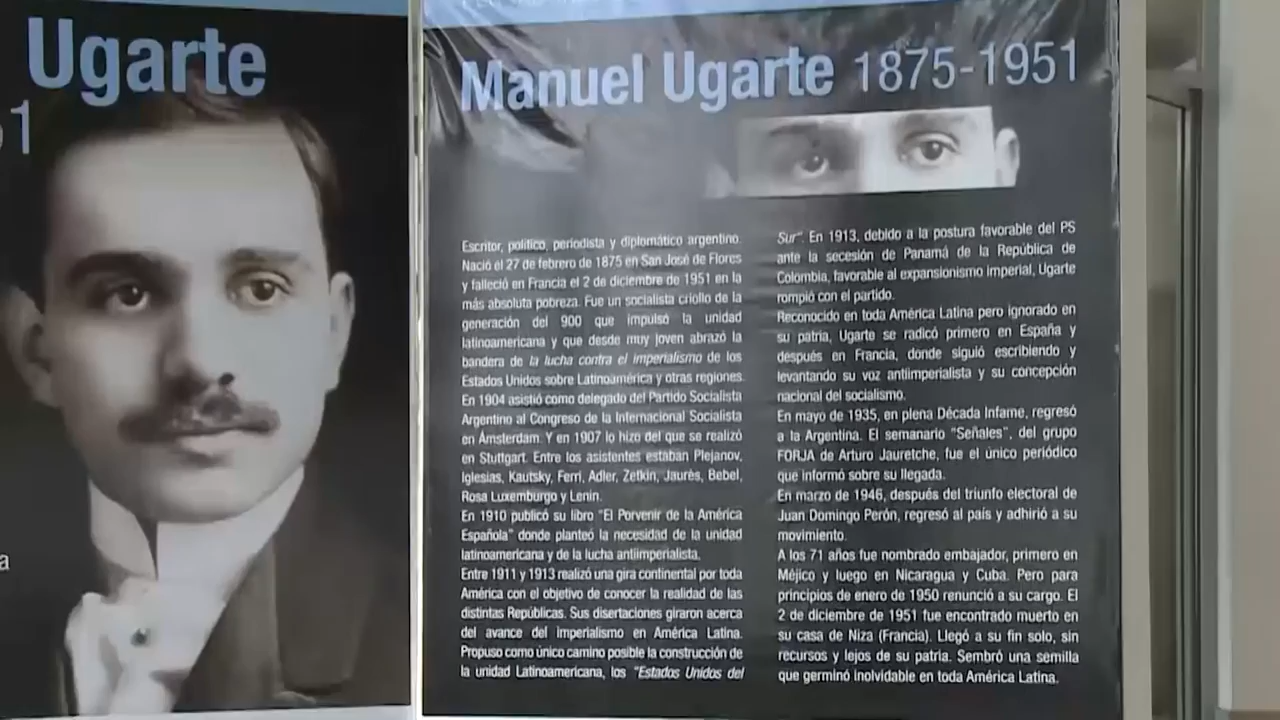 Ugarte
51
a
Manuel Ugarte 1875-1951
Escritor, político, periodista y diplomático argentino.
Nació el 27 de febrero de 1875 en San José de Flores
y falleció en Francia el 2 de diciembre de 1951 en la
más absoluta pobreza. Fue un socialista criollo de la
generación del 900 que impulsó la unidad
latinoamericana y que desde muy joven abrazó la
bandera de la lucha contra el imperialismo de los
Estados Unidos sobre Latinoamérica y otras regiones.
En 1904 asistió como delegado del Partido Socialista
Argentino al Congreso de la Internacional Socialista
en Ámsterdam. Y en 1907 lo hizo del que se realizó
en Stuttgart. Entre los asistentes estaban Plejanov,
Iglesias, Kautsky, Ferri, Adler, Zetkin, Jaurès, Bebel,
Rosa Luxemburgo y Lenin.
En 1910 publicó su libro "El Porvenir de la América
Española" donde planteó la necesidad de la unidad
latinoamericana y de la lucha antiimperialista.
Entre 1911 y 1913 realizó una gira continental por toda
América con el objetivo de conocer la realidad de las
distintas Repúblicas. Sus disertaciones giraron acerca
del avance del imperialismo en América Latina.
Propuso como único camino posible la construcción de
la unidad Latinoamericana, los "Estados Unidos del
Sur". En 1913, debido a la postura favorable del PS
ante la secesión de Panamá de la República de
Colombia, favorable al expansionismo imperial, Ugarte
rompió con el partido.
Reconocido en toda América Latina pero ignorado en
su patria, Ugarte se radicó primero en España y
después en Francia, donde siguió escribiendo y
levantando su voz antiimperialista y su concepción
nacional del socialismo.
En mayo de 1935, en plena Década Infame, regresó
a la Argentina. El semanario "Señales", del grupo
FORJA de Arturo Jauretche, fue el único periódico
que informó sobre su llegada.
En marzo de 1946, después del triunfo electoral de
Juan Domingo Perón, regresó al país y adhirió a su
movimiento.
A los 71 años fue nombrado embajador, primero en
Méjico y luego en Nicaragua y Cuba. Pero para
principios de enero de 1950 renunció a su cargo. El
2 de diciembre de 1951 fue encontrado muerto en
su casa de Niza (Francia). Llegó a su fin solo, sin
recursos y lejos de su patria. Sembró una semilla
que germinó inolvidable en toda América Latina.